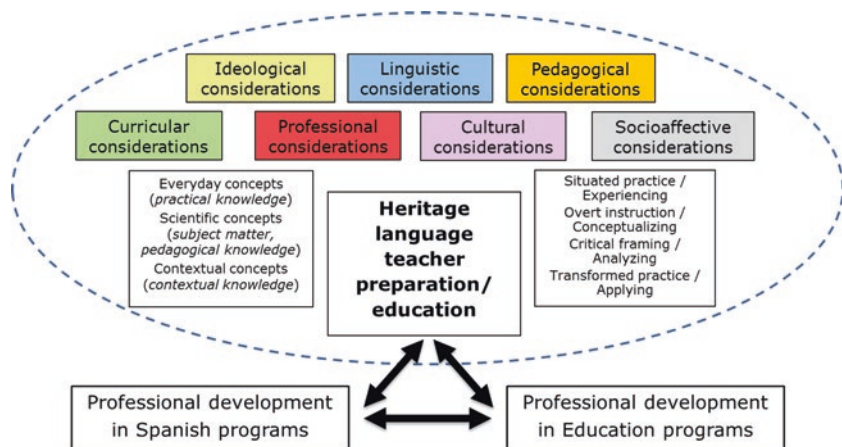 Ideological
considerations
Linguistic
considerations
Pedagogical
considerations
Curricular
considerations
Professional
considerations
Cultural
considerations
Socioaffective
considerations
Everyday concepts
(practical knowledge)
Scientific concepts
(subject matter,
pedagogical knowledge)
Contextual concepts
(contextual knowledge)
Heritage
language
teacher
preparation/
education
Situated practice /
Experiencing
Overt instruction /
Conceptualizing
Critical framing /
Analyzing
Transformed practice /
Applying
Professional development
in Spanish programs
Professional development
in Education programs